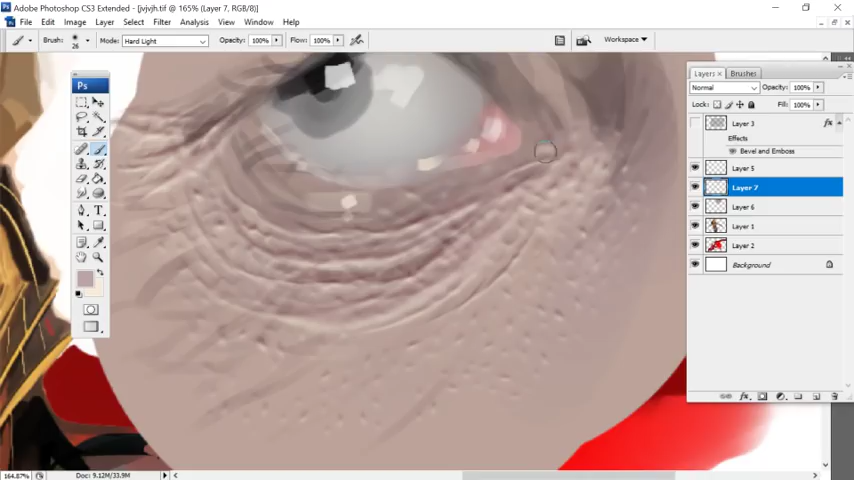 Adobe Photoshop CS3 Extended - [jvjvjh.tif @ 165% (Layer 7, RGB/8)]
File Edit Image Layer Select Filter Analysis View Window Help
Brush: 26 Mode: Hard Light Opacity: 100% Flow: 100% Workspace
Ps
Layers × Brushes
Normal Opacity: 100%
Lock: Fill: 100%
Layer 3 fx
Effects
Bevel and Emboss
Layer 5
Layer 7
Layer 6
Layer 1
Layer 2
Background
T
fx
164.87% Doc: 9.12M/33.9M